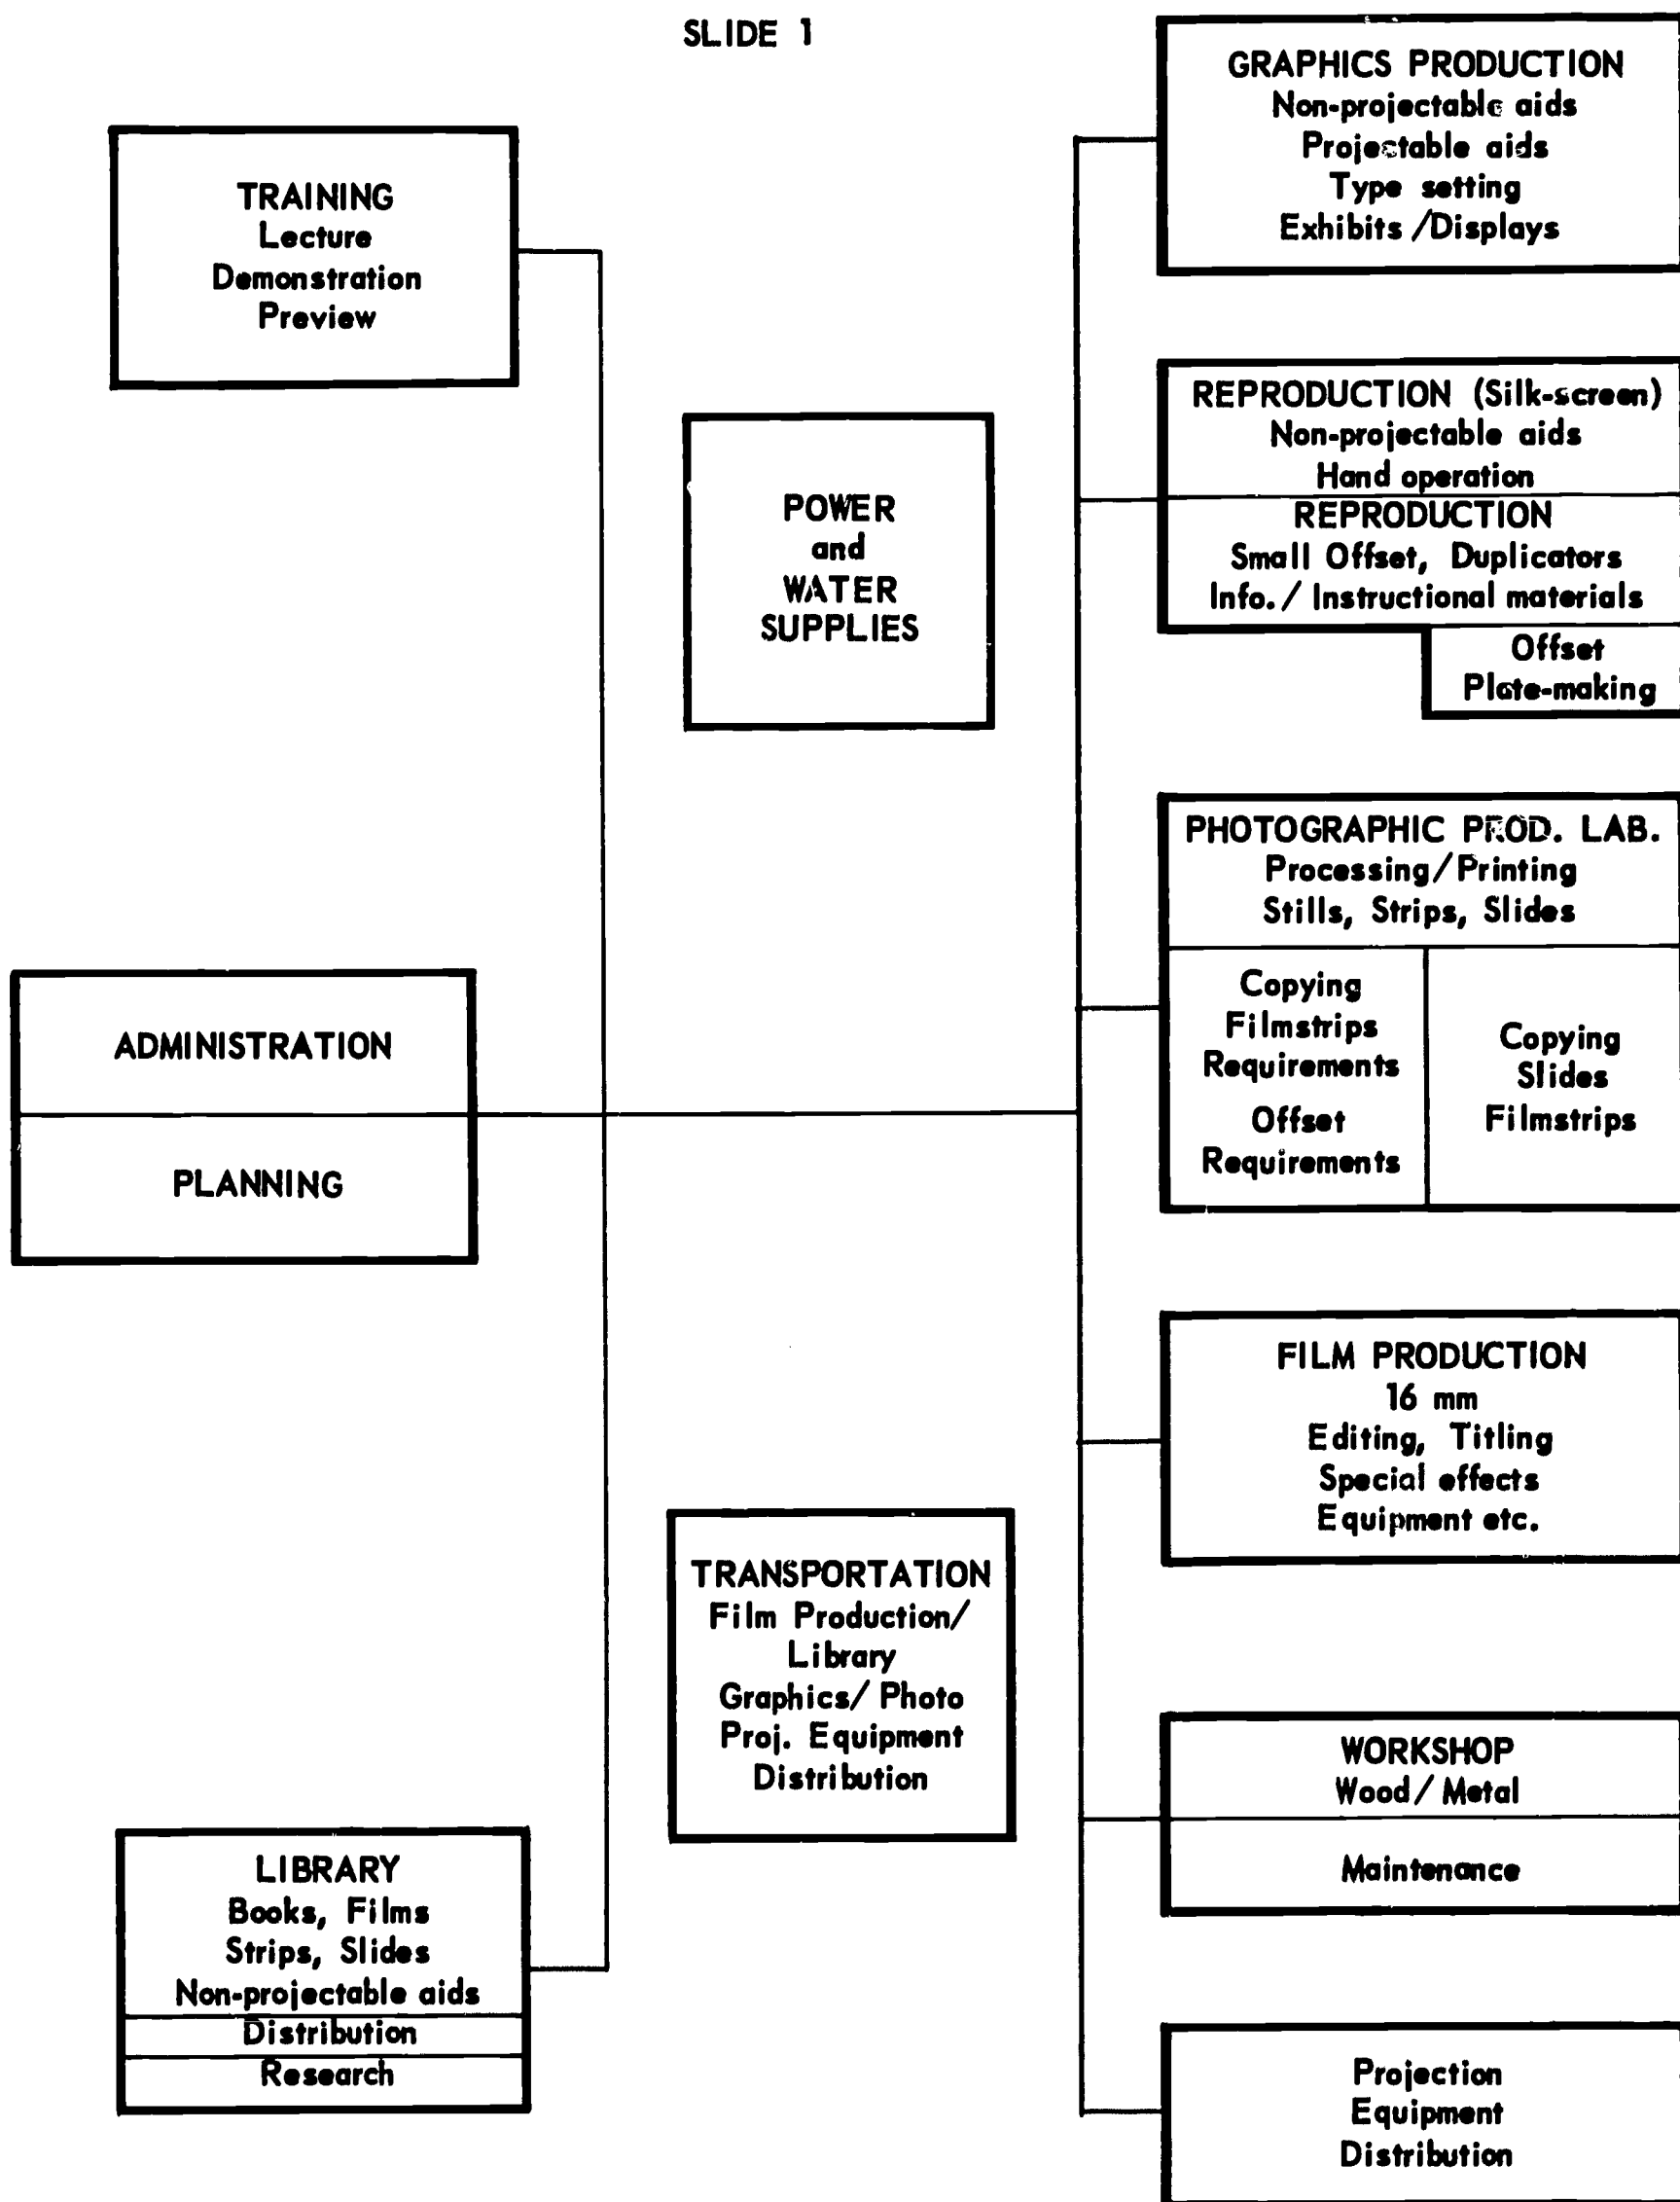 SLIDE 1
TRAINING
Lecture
Demonstration
Preview
ADMINISTRATION
PLANNING
LIBRARY
Books, Films
Strips, Slides
Non-projectable aids
Distribution
Research
POWER
and
WATER
SUPPLIES
TRANSPORTATION
Film Production/
Library
Graphics/ Photo
Proj. Equipment
Distribution
GRAPHICS PRODUCTION
Non-projectable aids
Projectable aids
Type setting
Exhibits /Displays
REPRODUCTION (Silk-screen)
Non-projectable aids
Hand operation
REPRODUCTION
Small Offset, Duplicators
Info. / Instructional materials
Offset
Plate-making
PHOTOGRAPHIC PROD. LAB.
Processing/Printing
Stills, Strips, Slides
Copying
Filmstrips
Requirements
Offset
Requirements
Copying
Slides
Filmstrips
FILM PRODUCTION
16 mm
Editing, Titling
Special effects
Equipment etc.
WORKSHOP
Wood/ Metal
Maintenance
Projection
Equipment
Distribution